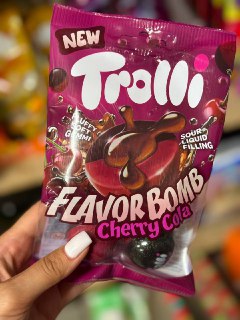 NEW
Trolli
SOFT
GUMMI
SOUR
LIQUID
FILLING
FLAVOR BOMB
Cherry Cola